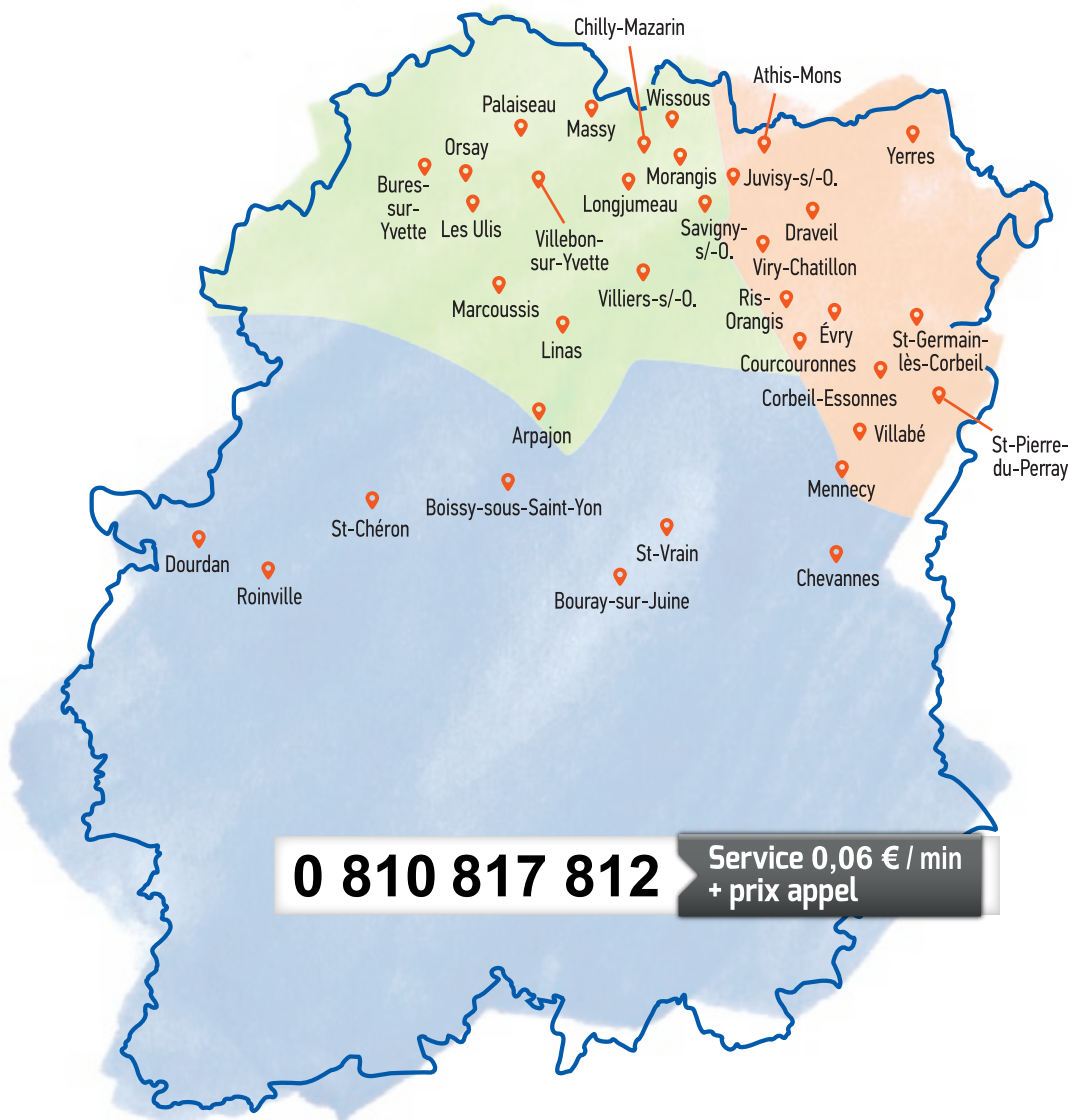 Chilly-Mazarin
Athis-Mons
Wissous
Palaiseau
Massy
Yerres
Orsay
Bures-
sur-
Yvette
Morangis
Juvisy-s/-O.
Longjumeau
Les Ulis
Villebon-
sur-Yvette
Savigny-
s/-O.
Draveil
Viry-Chatillon
Marcoussis
Villiers-s/-O.
Ris-
Orangis
Évry
St-Germain-
lès-Corbeil
Linas
Courcouronnes
Corbeil-Essonnes
Arpajon
Villabé
St-Pierre-
du-Perray
Mennecy
Boissy-sous-Saint-Yon
St-Chéron
St-Vrain
Dourdan
Chevannes
Roinville
Bouray-sur-Juine
0 810 817 812
Service 0,06 € / min
+ prix appel